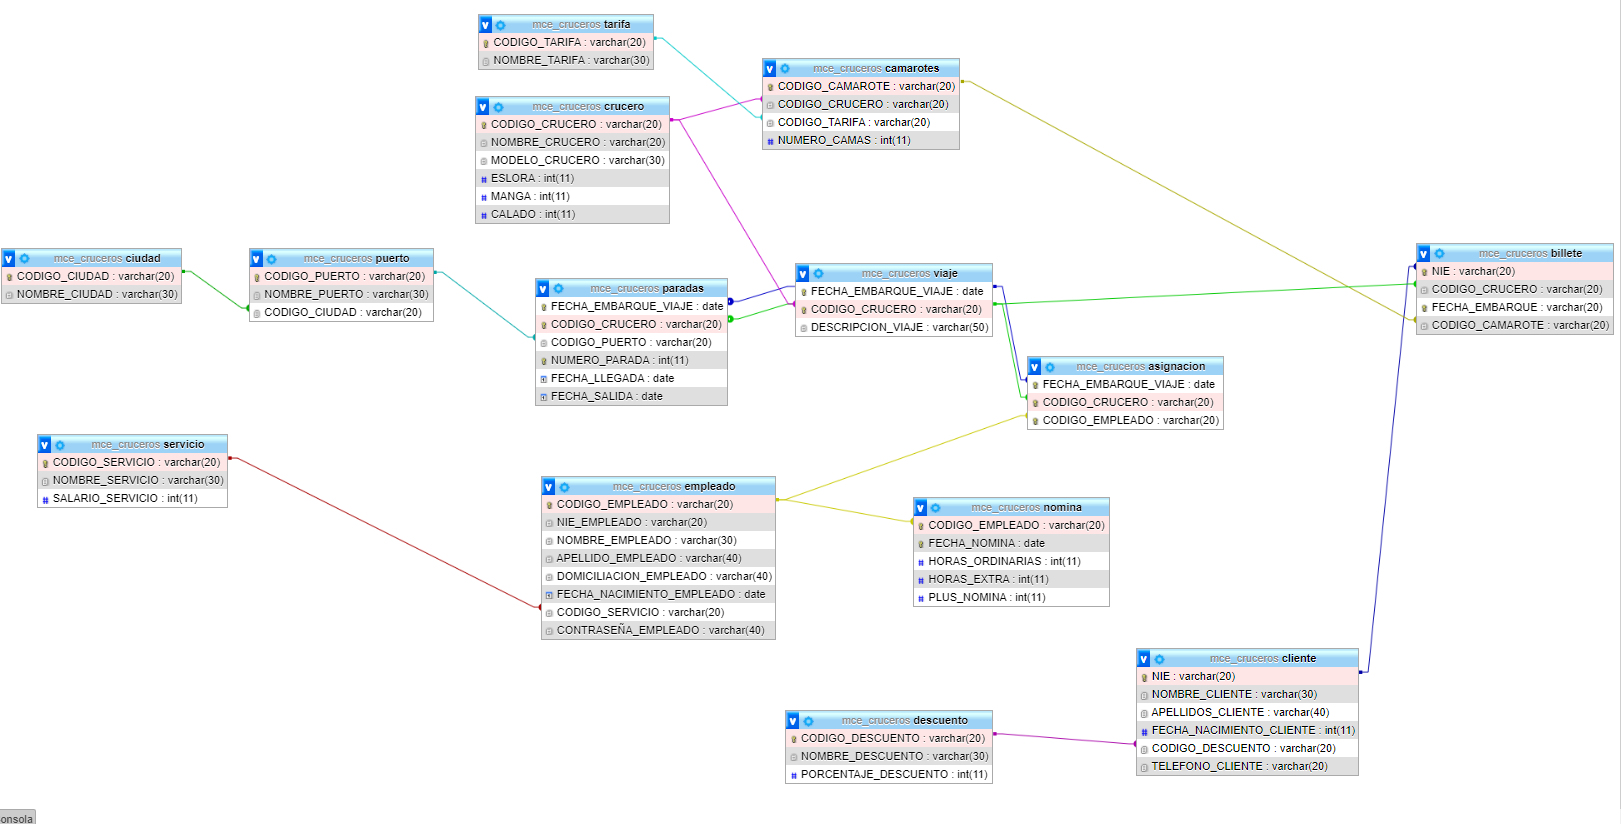 v mce_cruceros tarifa
CODIGO_TARIFA : varchar(20)
NOMBRE_TARIFA : varchar(30)
v mce_cruceros camarotes
CODIGO_CAMAROTE : varchar(20)
CODIGO_CRUCERO : varchar(20)
CODIGO_TARIFA : varchar(20)
# NUMERO_CAMAS : int(11)
v mce_cruceros crucero
CODIGO_CRUCERO : varchar(20)
NOMBRE_CRUCERO : varchar(20)
MODELO_CRUCERO : varchar(30)
# ESLORA : int(11)
# MANGA : int(11)
# CALADO : int(11)
v mce_cruceros ciudad
CODIGO_CIUDAD : varchar(20)
NOMBRE_CIUDAD : varchar(30)
v mce_cruceros puerto
CODIGO_PUERTO : varchar(20)
NOMBRE_PUERTO : varchar(30)
CODIGO_CIUDAD : varchar(20)
v mce_cruceros paradas
FECHA_EMBARQUE_VIAJE : date
CODIGO_CRUCERO : varchar(20)
CODIGO_PUERTO : varchar(20)
NUMERO_PARADA : int(11)
FECHA_LLEGADA : date
FECHA_SALIDA : date
v mce_cruceros viaje
FECHA_EMBARQUE_VIAJE : date
CODIGO_CRUCERO : varchar(20)
DESCRIPCION_VIAJE : varchar(50)
v mce_cruceros billete
NIE : varchar(20)
CODIGO_CRUCERO : varchar(20)
FECHA_EMBARQUE : varchar(20)
CODIGO_CAMAROTE : varchar(20)
v mce_cruceros asignacion
FECHA_EMBARQUE_VIAJE : date
CODIGO_CRUCERO : varchar(20)
CODIGO_EMPLEADO : varchar(20)
v mce_cruceros servicio
CODIGO_SERVICIO : varchar(20)
NOMBRE_SERVICIO : varchar(30)
# SALARIO_SERVICIO : int(11)
v mce_cruceros empleado
CODIGO_EMPLEADO : varchar(20)
NIE_EMPLEADO : varchar(20)
NOMBRE_EMPLEADO : varchar(30)
APELLIDO_EMPLEADO : varchar(40)
DOMICILIACION_EMPLEADO : varchar(40)
FECHA_NACIMIENTO_EMPLEADO : date
CODIGO_SERVICIO : varchar(20)
CONTRASEÑA_EMPLEADO : varchar(40)
v mce_cruceros nomina
CODIGO_EMPLEADO : varchar(20)
FECHA_NOMINA : date
# HORAS_ORDINARIAS : int(11)
# HORAS_EXTRA : int(11)
# PLUS_NOMINA : int(11)
v mce_cruceros cliente
NIE : varchar(20)
NOMBRE_CLIENTE : varchar(30)
APELLIDOS_CLIENTE : varchar(40)
# FECHA_NACIMIENTO_CLIENTE : int(11)
CODIGO_DESCUENTO : varchar(20)
TELEFONO_CLIENTE : varchar(20)
v mce_cruceros descuento
CODIGO_DESCUENTO : varchar(20)
NOMBRE_DESCUENTO : varchar(30)
# PORCENTAJE_DESCUENTO : int(11)
onsola